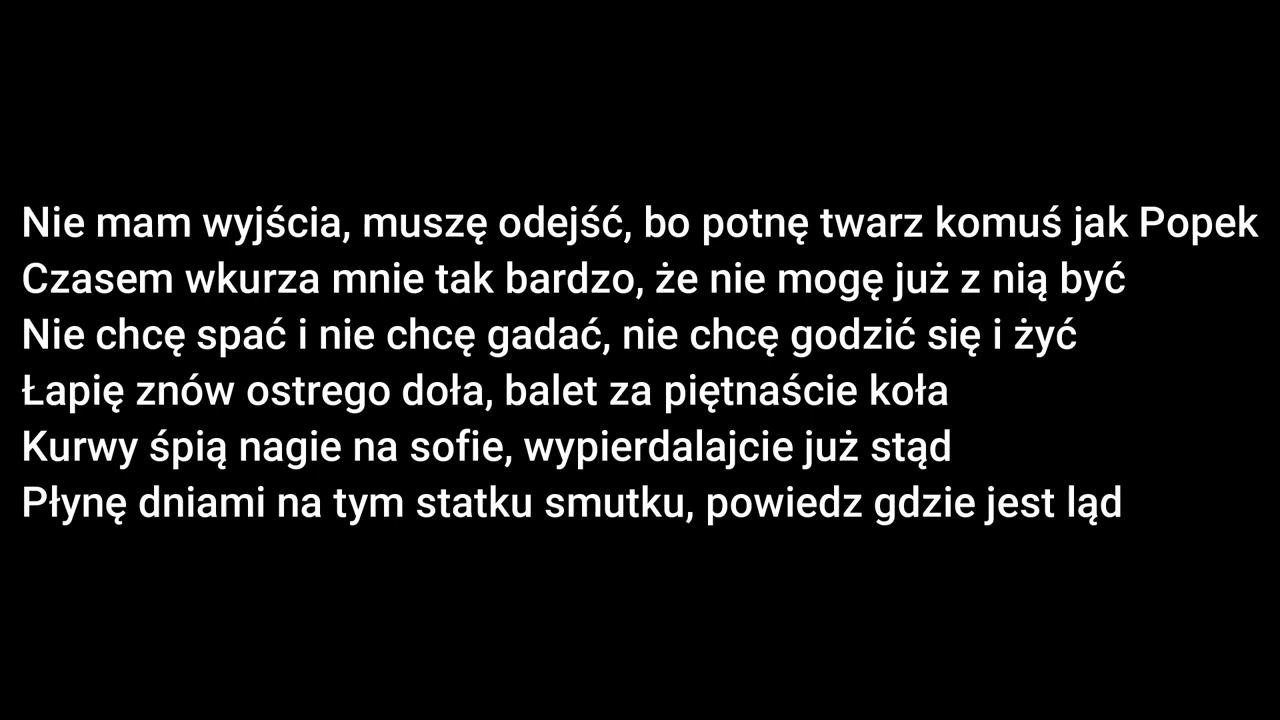 Nie mam wyjścia, muszę odejść, bo potnę twarz komuś jak Popek
Czasem wkurza mnie tak bardzo, że nie mogę już z nią być
Nie chcę spać i nie chcę gadać, nie chcę godzić się i żyć
Łapię znów ostrego doła, balet za piętnaście koła
Kurwy śpią nagie na sofie, wypierdalajcie już stąd
Płynę dniami na tym statku smutku, powiedz gdzie jest ląd